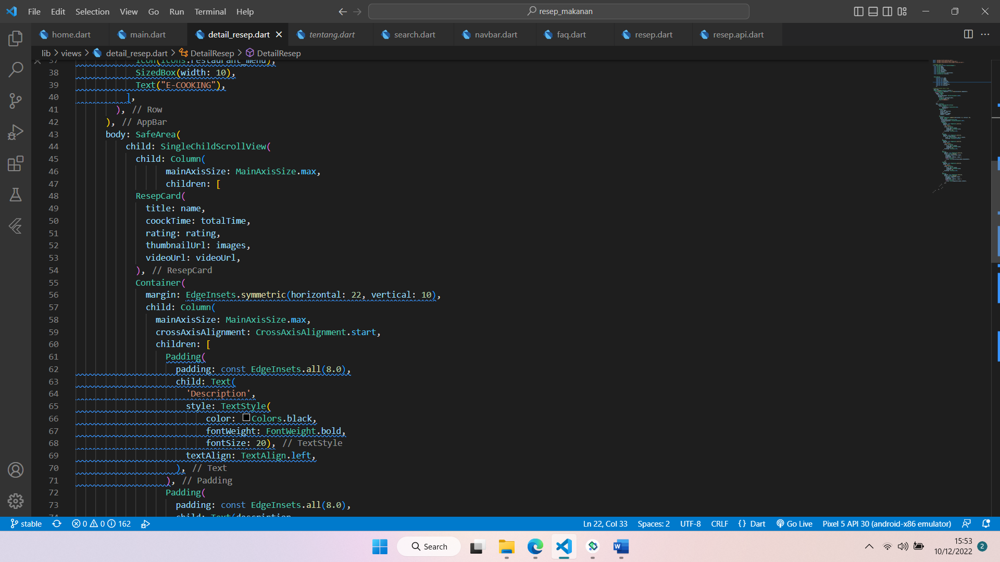 File Edit Selection View Go Run Terminal Help
resep_makanan
home.dart main.dart detail_resep.dart tentang.dart search.dart navbar.dart faq.dart resep.dart resep.api.dart
lib > views > detail_resep.dart > DetailResep > DetailResep
37 Icon(Icons.restaurant_menu),
38 SizedBox(width: 10),
39 Text("E-COOKING"),
40 ],
41 ), // Row
42 ), // AppBar
43 body: SafeArea(
44 child: SingleChildScrollView(
45 child: Column(
46 mainAxisSize: MainAxisSize.max,
47 children: [
48 ResepCard(
49 title: name,
50 coockTime: totalTime,
51 rating: rating,
52 thumbnailUrl: images,
53 videoUrl: videoUrl,
54 ), // ResepCard
55 Container(
56 margin: EdgeInsets.symmetric(horizontal: 22, vertical: 10),
57 child: Column(
58 mainAxisSize: MainAxisSize.max,
59 crossAxisAlignment: CrossAxisAlignment.start,
60 children: [
61 Padding(
62 padding: const EdgeInsets.all(8.0),
63 child: Text(
64 'Description',
65 style: TextStyle(
66 color: Colors.black,
67 fontWeight: FontWeight.bold,
68 fontSize: 20), // TextStyle
69 textAlign: TextAlign.left,
70 ), // Text
71 ), // Padding
72 Padding(
73 padding: const EdgeInsets.all(8.0),
74 child: Text(description
stable 0 0 162 Ln 22, Col 33 Spaces: 2 UTF-8 CRLF {} Dart Go Live Pixel 5 API 30 (android-x86 emulator)
Search
15:53
10/12/2022 2